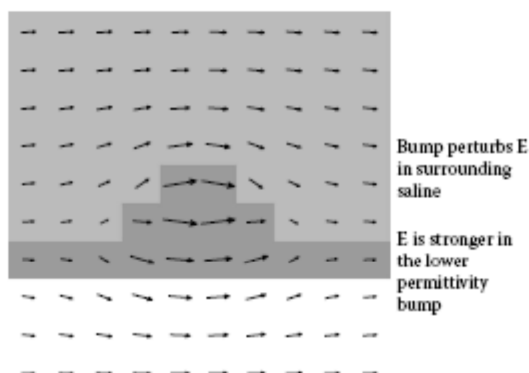 Bump perturbs E
in surrounding
saline
E is stronger in
the lower
permittivity
bump